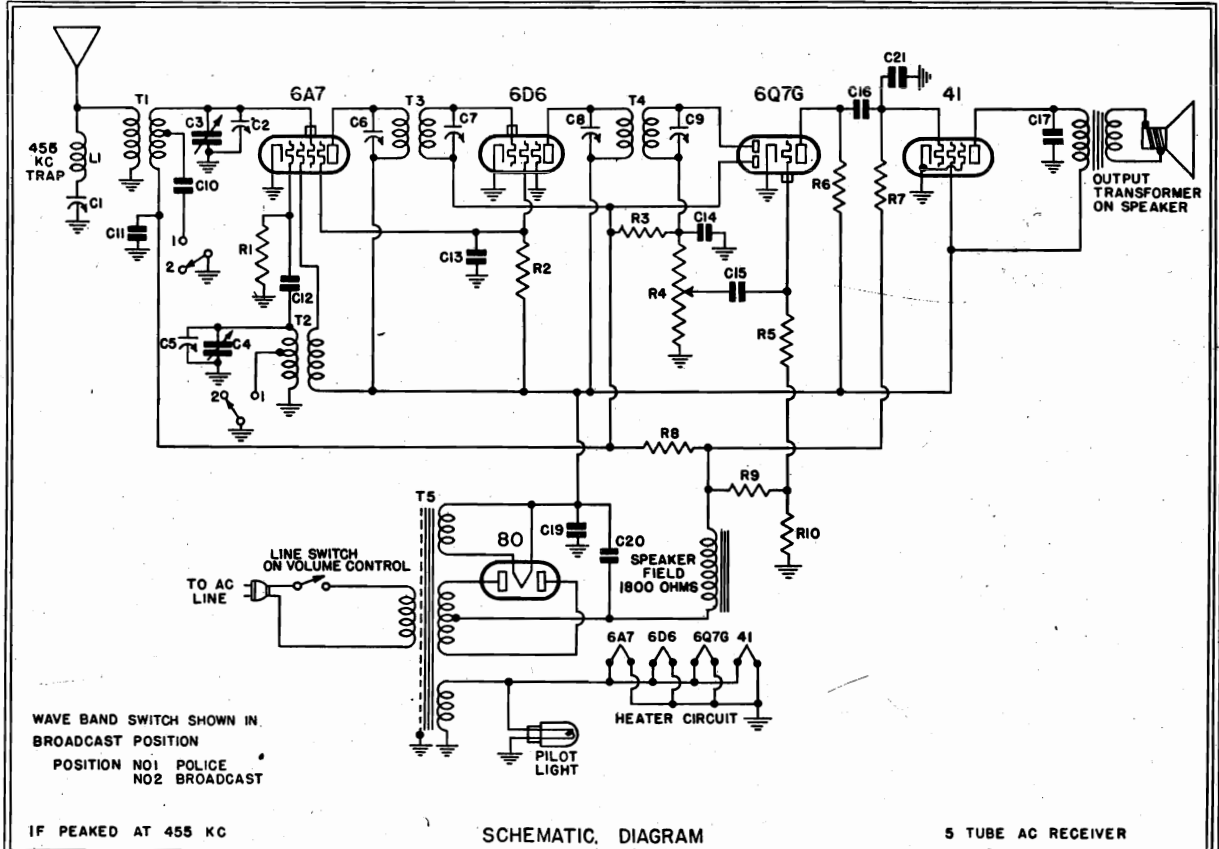 6A7
6D6
6Q7G
41
C21
C16
T1
T3
T4
C3
C2
C6
C7
C8
C9
C17
455
KC
TRAP
L1
C1
C10
C11
1
2
R1
C12
C13
R2
R3
C14
R4
C15
R5
R6
R7
OUTPUT
TRANSFORMER
ON SPEAKER
T2
C5
C4
2
1
R8
R9
R10
T5
80
C19
C20
SPEAKER
FIELD
1800 OHMS
LINE SWITCH
ON VOLUME CONTROL
TO AC
LINE
6A7 6D6 6Q7G 41
HEATER CIRCUIT
PILOT
LIGHT
WAVE BAND SWITCH SHOWN IN
BROADCAST POSITION
POSITION NO1 POLICE
NO2 BROADCAST
IF PEAKED AT 455 KC
SCHEMATIC DIAGRAM
5 TUBE AC RECEIVER